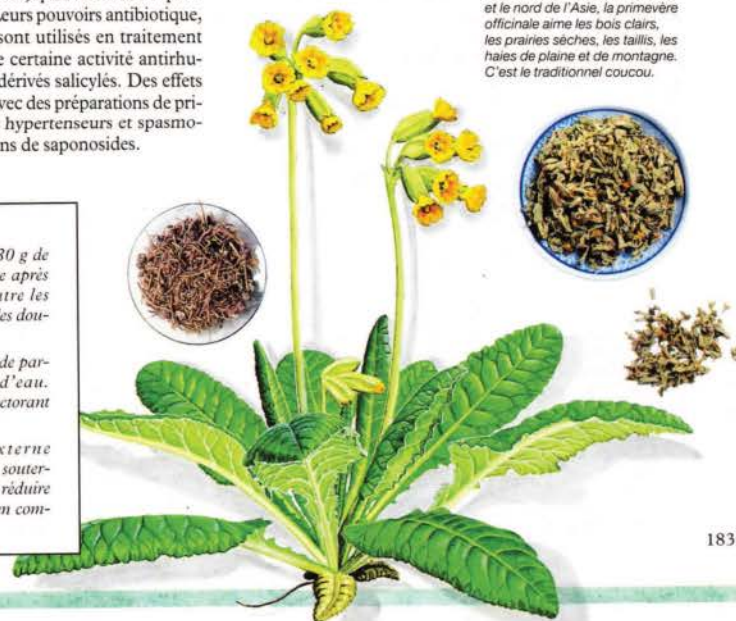 Leurs pouvoirs antibiotique,
sont utilisés en traitement
e certaine activité antirhu-
dérivés salicylés. Des effets
vec des préparations de pri-
hypertenseurs et spasmo-
ns de saponosides.
et le nord de l'Asie, la primevère
officinale aime les bois clairs,
les prairies sèches, les taillis, les
haies de plaine et de montagne.
C'est le traditionnel coucou.
30 g de
e après
ntre les
les dou-
de par-
d'eau.
ctorant
xterne
souter-
réduire
en com-
183